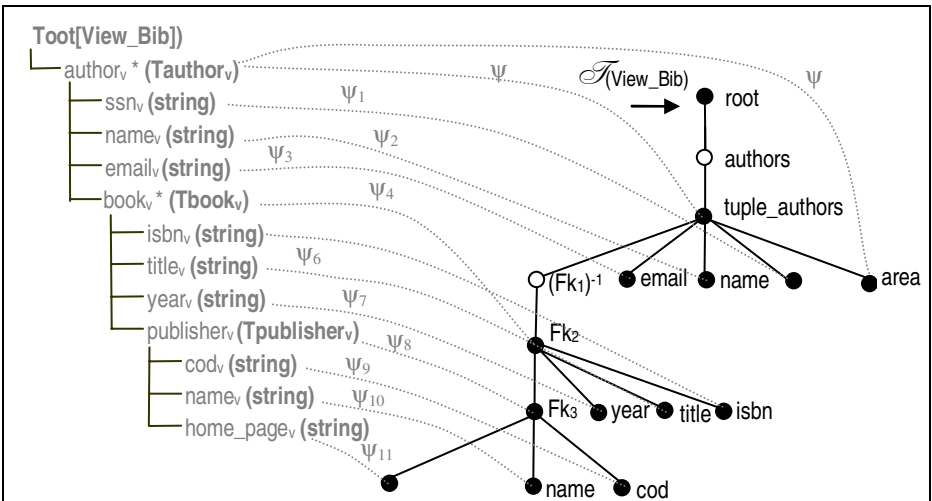 Toot[View_Bib])
authorᵥ * (Tauthorᵥ)
ψ
ψ
𝒯(View_Bib)
root
ssnᵥ (string)
ψ₁
nameᵥ (string)
ψ₂
authors
emailᵥ (string)
ψ₃
bookᵥ * (Tbookᵥ)
ψ₄
tuple_authors
isbnᵥ (string)
titleᵥ (string)
ψ₆
(Fk₁)⁻¹
email
name
area
yearᵥ (string)
ψ₇
publisherᵥ (Tpublisherᵥ)
ψ₈
Fk₂
codᵥ (string)
ψ₉
nameᵥ (string)
ψ₁₀
Fk₃
year
title
isbn
home_pageᵥ (string)
ψ₁₁
name
cod